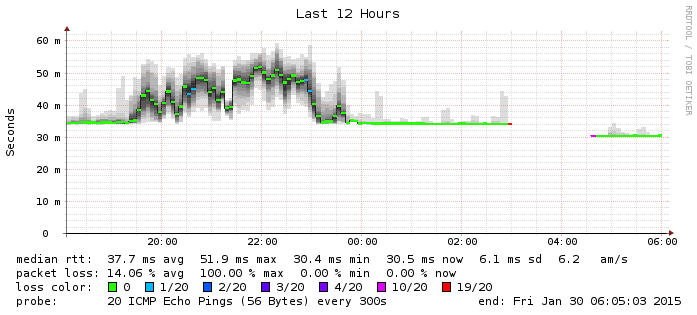 Last 12 Hours
RRDTOOL / TOBI OETIKER
Seconds
60 m
50 m
40 m
30 m
20 m
10 m
0
20:00 22:00 00:00 02:00 04:00 06:00
median rtt: 37.7 ms avg 51.9 ms max 30.4 ms min 30.5 ms now 6.1 ms sd 6.2 am/s
packet loss: 14.06 % avg 100.00 % max 0.00 % min 0.00 % now
loss color: 0 1/20 2/20 3/20 4/20 10/20 19/20
probe: 20 ICMP Echo Pings (56 Bytes) every 300s end: Fri Jan 30 06:05:03 2015